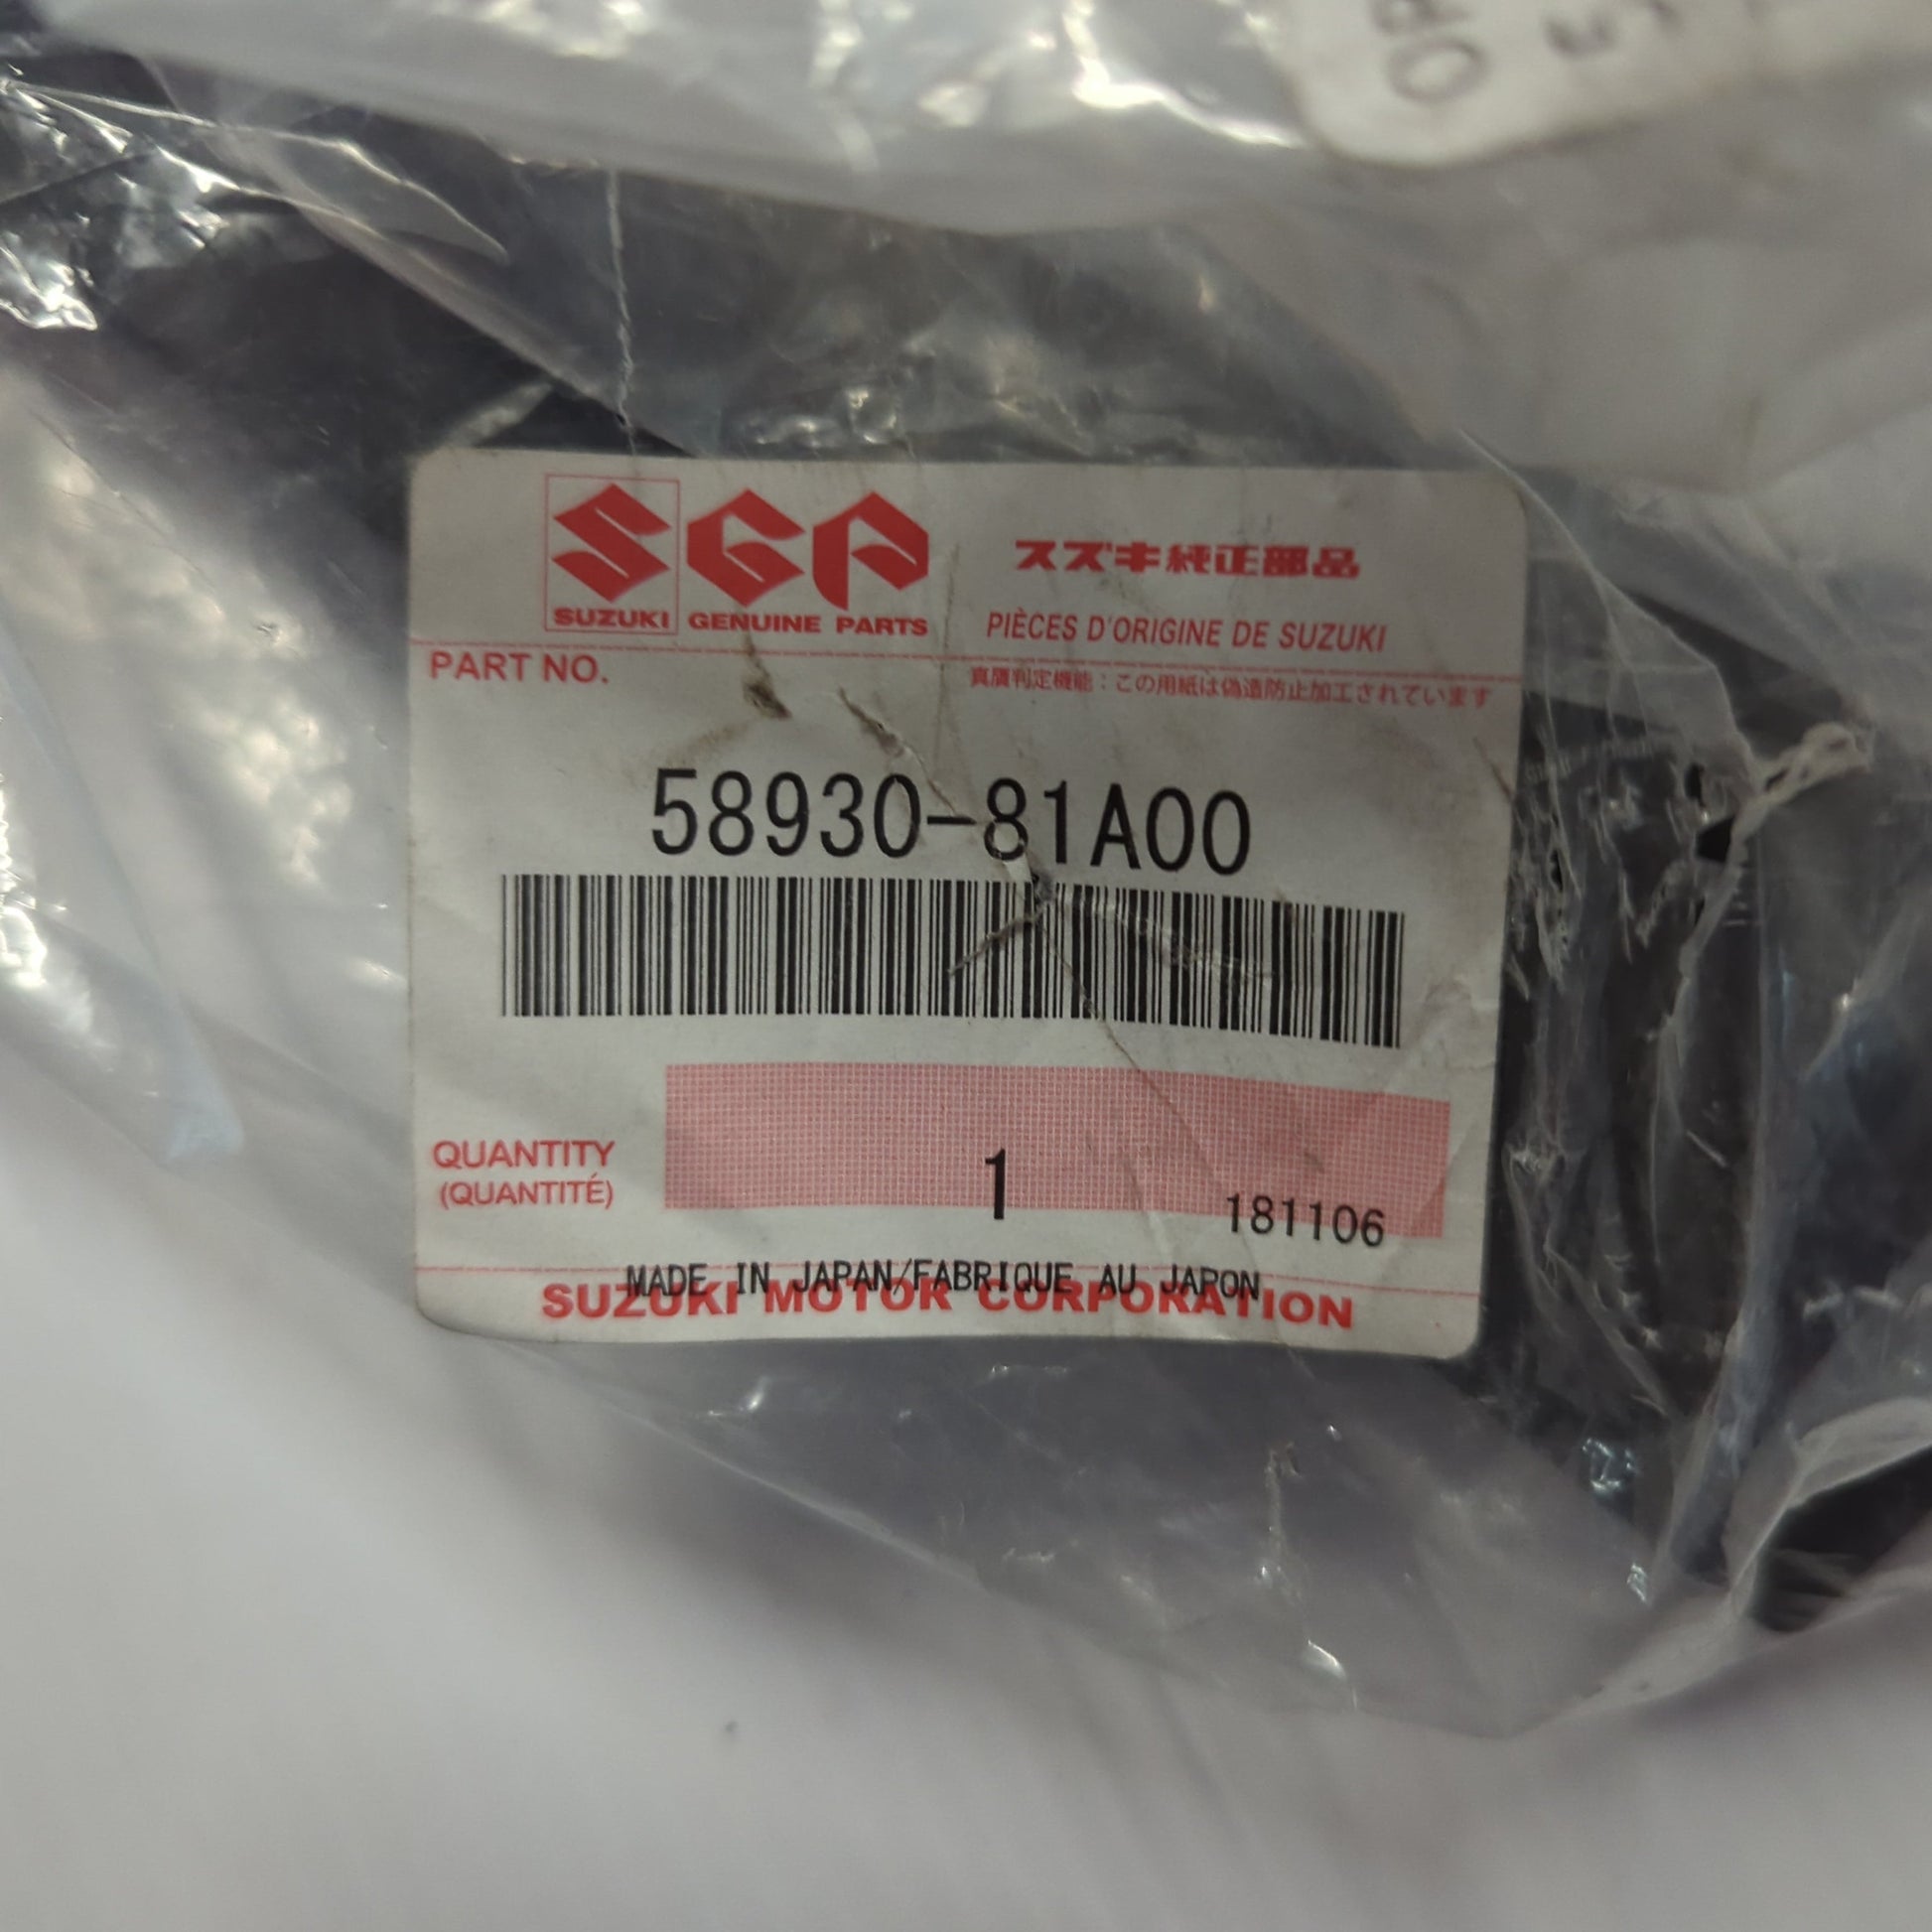 SGP
SUZUKI GENUINE PARTS
スズキ純正部品
PIÈCES D'ORIGINE DE SUZUKI
PART NO.
真贋判定機能:この用紙は偽造防止加工されています
58930-81A00
QUANTITY
(QUANTITÉ)
1
181106
MADE IN JAPAN/FABRIQUE AU JAPON
SUZUKI MOTOR CORPORATION